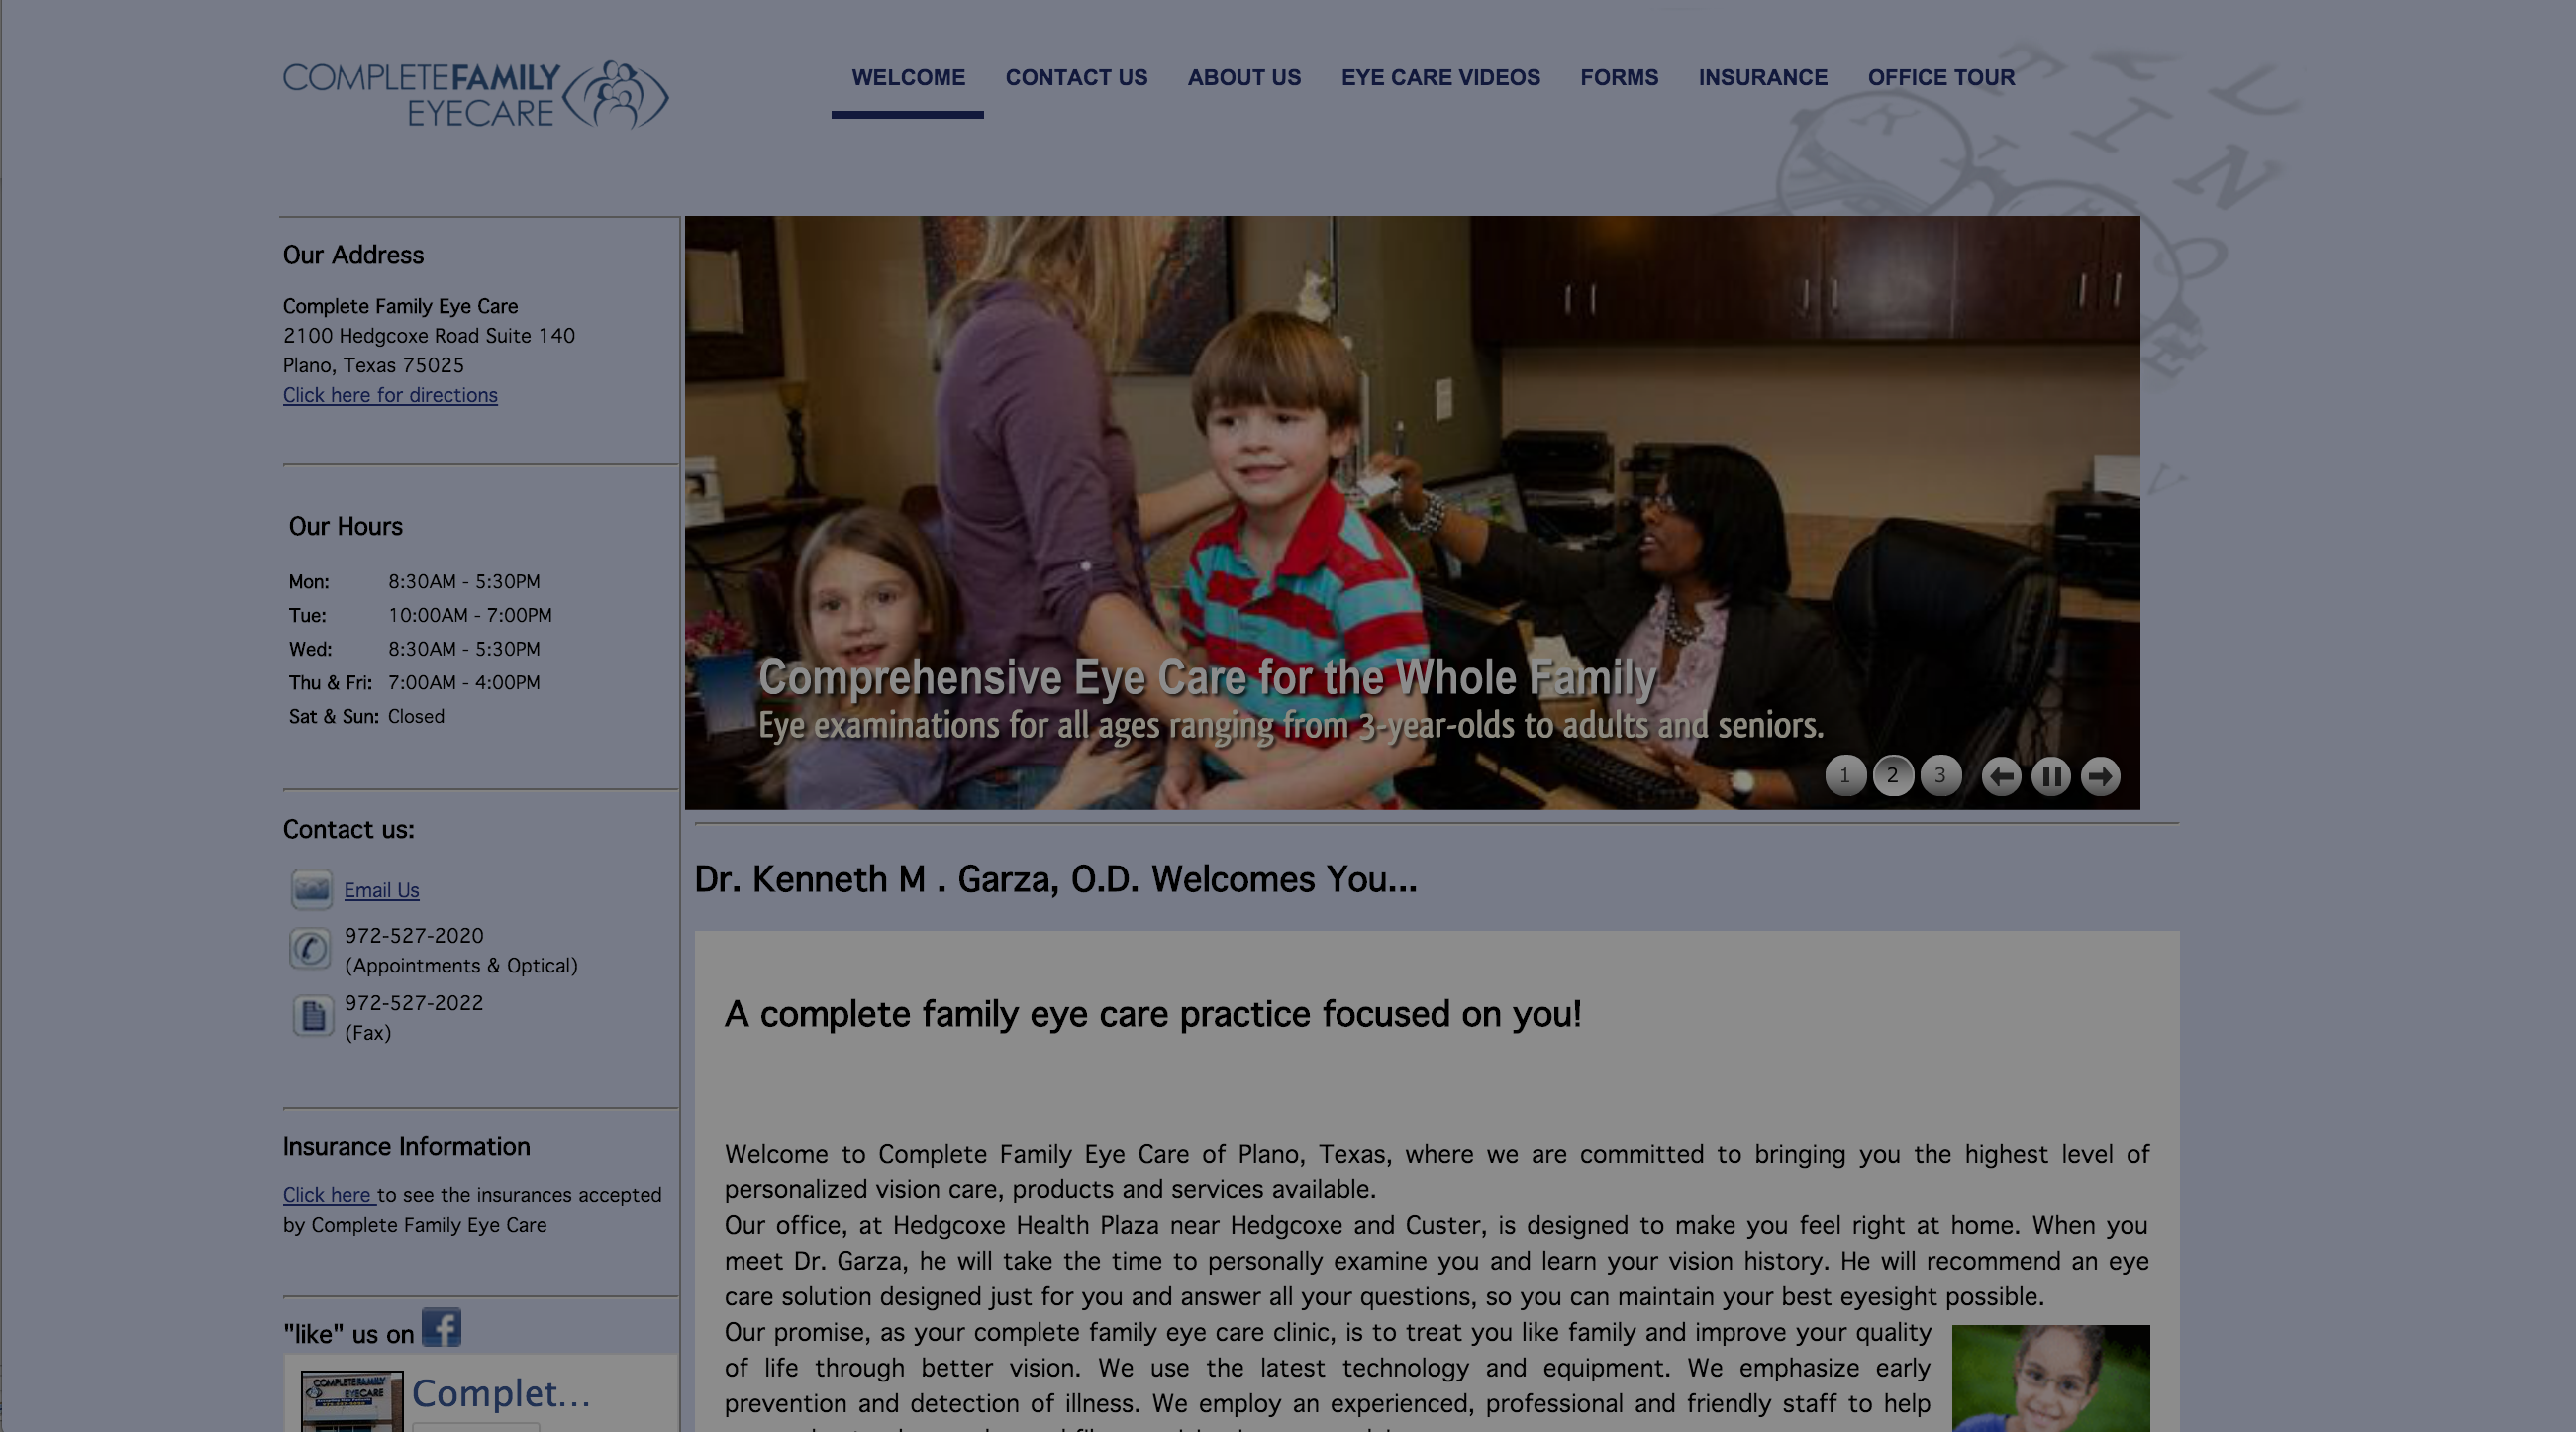 COMPLETEFAMILY
EYECARE
WELCOME
CONTACT US
ABOUT US
EYE CARE VIDEOS
FORMS
INSURANCE
OFFICE TOUR
Our Address
Complete Family Eye Care
2100 Hedgcoxe Road Suite 140
Plano, Texas 75025
Click here for directions
Our Hours
Mon: 8:30AM - 5:30PM
Tue: 10:00AM - 7:00PM
Wed: 8:30AM - 5:30PM
Thu & Fri: 7:00AM - 4:00PM
Sat & Sun: Closed
Contact us:
Email Us
972-527-2020
(Appointments & Optical)
972-527-2022
(Fax)
Insurance Information
Click here to see the insurances accepted
by Complete Family Eye Care
"like" us on
COMPLETEFAMILY
EYECARE
Complet...
Comprehensive Eye Care for the Whole Family
Eye examinations for all ages ranging from 3-year-olds to adults and seniors.
1 2 3
Dr. Kenneth M . Garza, O.D. Welcomes You...
A complete family eye care practice focused on you!
Welcome to Complete Family Eye Care of Plano, Texas, where we are committed to bringing you the highest level of
personalized vision care, products and services available.
Our office, at Hedgcoxe Health Plaza near Hedgcoxe and Custer, is designed to make you feel right at home. When you
meet Dr. Garza, he will take the time to personally examine you and learn your vision history. He will recommend an eye
care solution designed just for you and answer all your questions, so you can maintain your best eyesight possible.
Our promise, as your complete family eye care clinic, is to treat you like family and improve your quality
of life through better vision. We use the latest technology and equipment. We emphasize early
prevention and detection of illness. We employ an experienced, professional and friendly staff to help